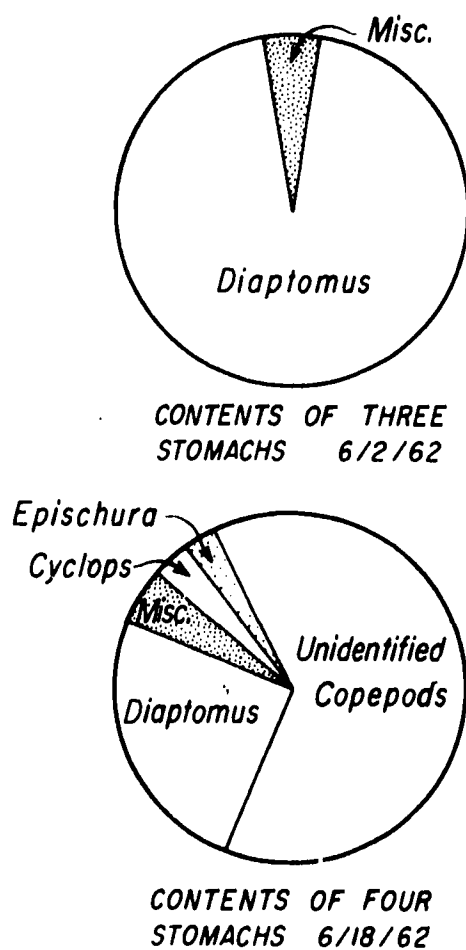 Misc.
Diaptomus
CONTENTS OF THREE
STOMACHS 6/2/62
Epischura
Cyclops
Misc.
Unidentified
Copepods
Diaptomus
CONTENTS OF FOUR
STOMACHS 6/18/62